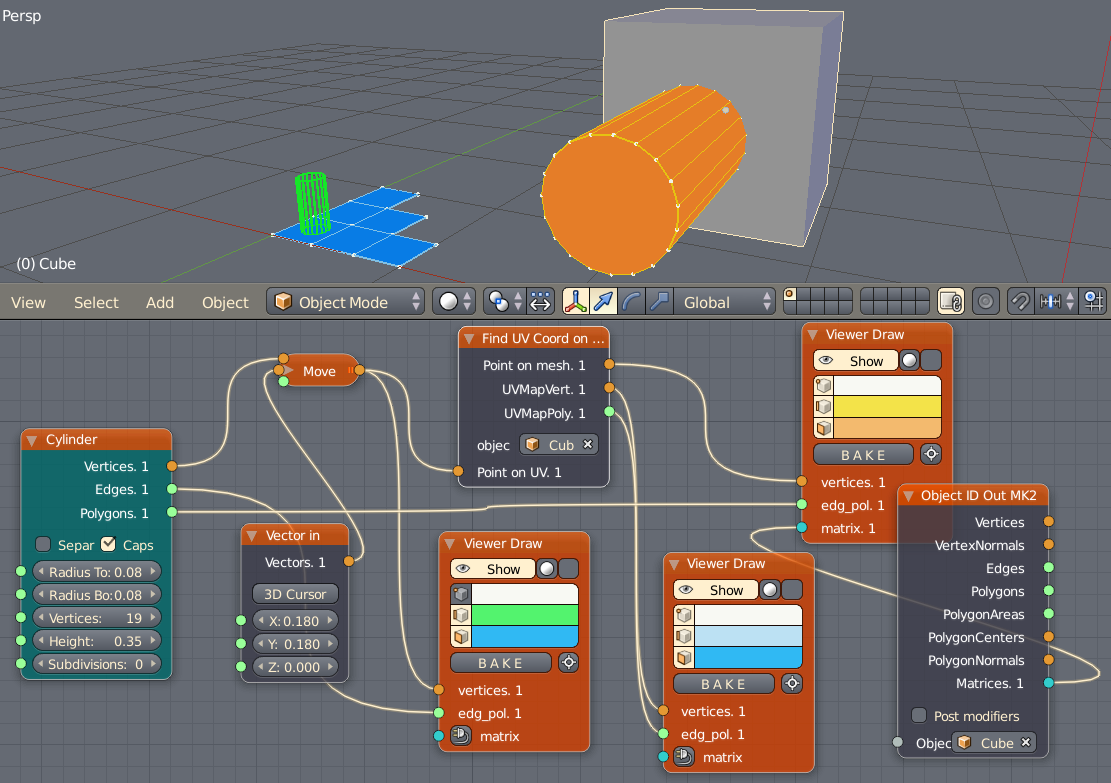 Persp
(0) Cube
View Select Add Object Object Mode Global
Find UV Coord on ...
Point on mesh. 1
UVMapVert. 1
UVMapPoly. 1
objec Cub
Point on UV. 1
Move
Cylinder
Vertices. 1
Edges. 1
Polygons. 1
Separ Caps
Radius To: 0.08
Radius Bo: 0.08
Vertices: 19
Height: 0.35
Subdivisions: 0
Vector in
Vectors. 1
3D Cursor
X: 0.180
Y: 0.180
Z: 0.000
Viewer Draw
Show
BAKE
vertices. 1
edg_pol. 1
matrix
Viewer Draw
Show
BAKE
vertices. 1
edg_pol. 1
matrix
Viewer Draw
Show
BAKE
vertices. 1
edg_pol. 1
matrix. 1
Object ID Out MK2
Vertices
VertexNormals
Edges
Polygons
PolygonAreas
PolygonCenters
PolygonNormals
Matrices. 1
Post modifiers
Objec Cube